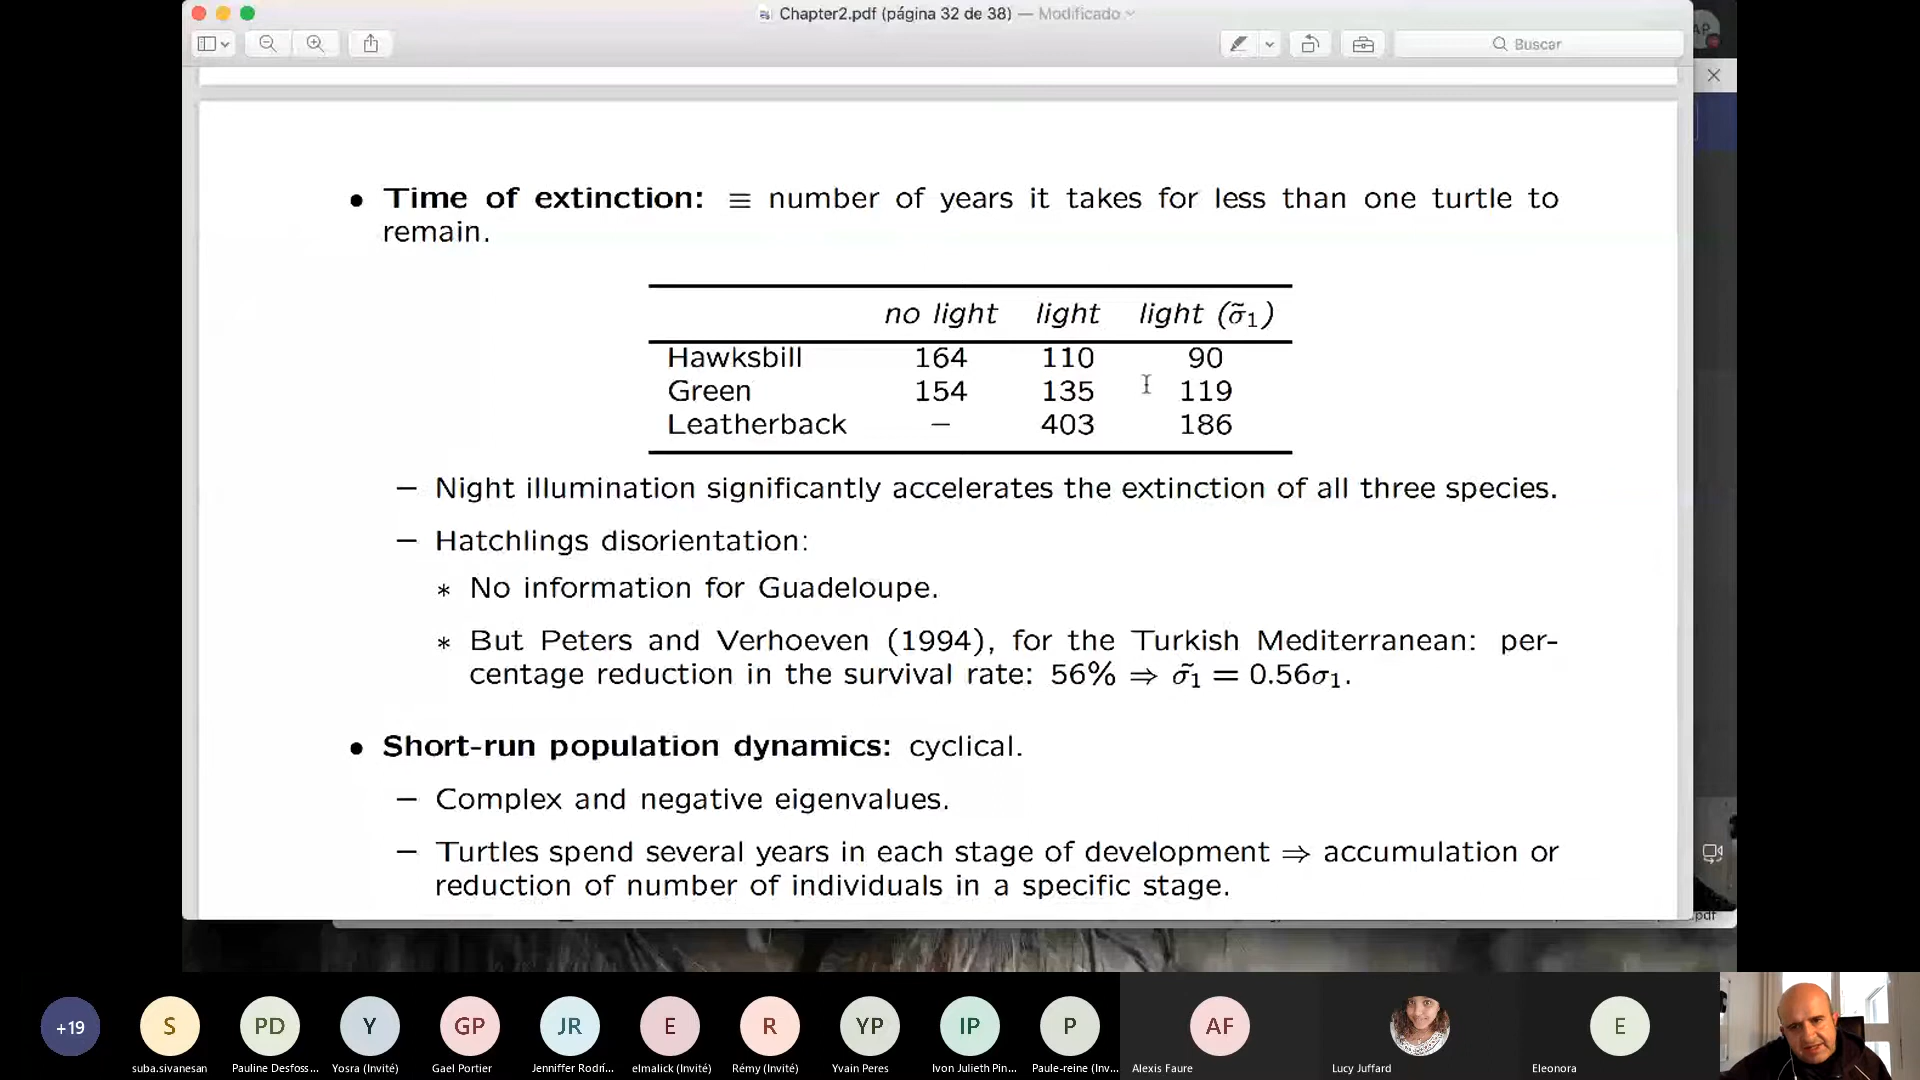 Chapter2.pdf (página 32 de 38) — Modificado
Buscar
AP
• Time of extinction: ≡ number of years it takes for less than one turtle to
remain.
no light light light (σ̃₁)
Hawksbill 164 110 90
Green 154 135 119
Leatherback – 403 186
– Night illumination significantly accelerates the extinction of all three species.
– Hatchlings disorientation:
* No information for Guadeloupe.
* But Peters and Verhoeven (1994), for the Turkish Mediterranean: per-
centage reduction in the survival rate: 56% ⇒ σ̃₁ = 0.56σ₁.
• Short-run population dynamics: cyclical.
– Complex and negative eigenvalues.
– Turtles spend several years in each stage of development ⇒ accumulation or
reduction of number of individuals in a specific stage.
pdf
+19 S PD Y GP JR E R YP IP P AF E
suba.sivanesan Pauline Desfoss... Yosra (Invité) Gael Portier Jenniffer Rodrí... elmalick (Invité) Rémy (Invité) Yvain Peres Ivon Julieth Pin... Paule-reine (Inv... Alexis Faure Lucy Juffard Eleonora